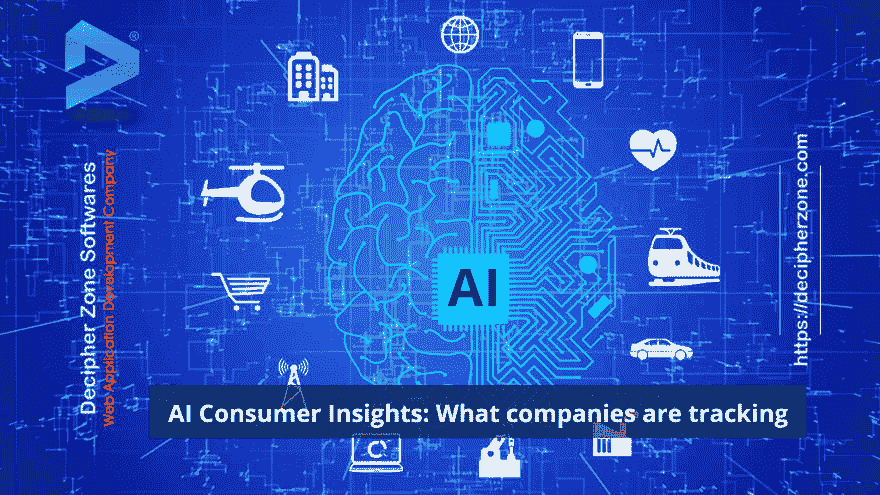 ®
Decipher Zone Softwares
Web Application Development Company
AI
https://decipherzone.com
AI Consumer Insights: What companies are tracking